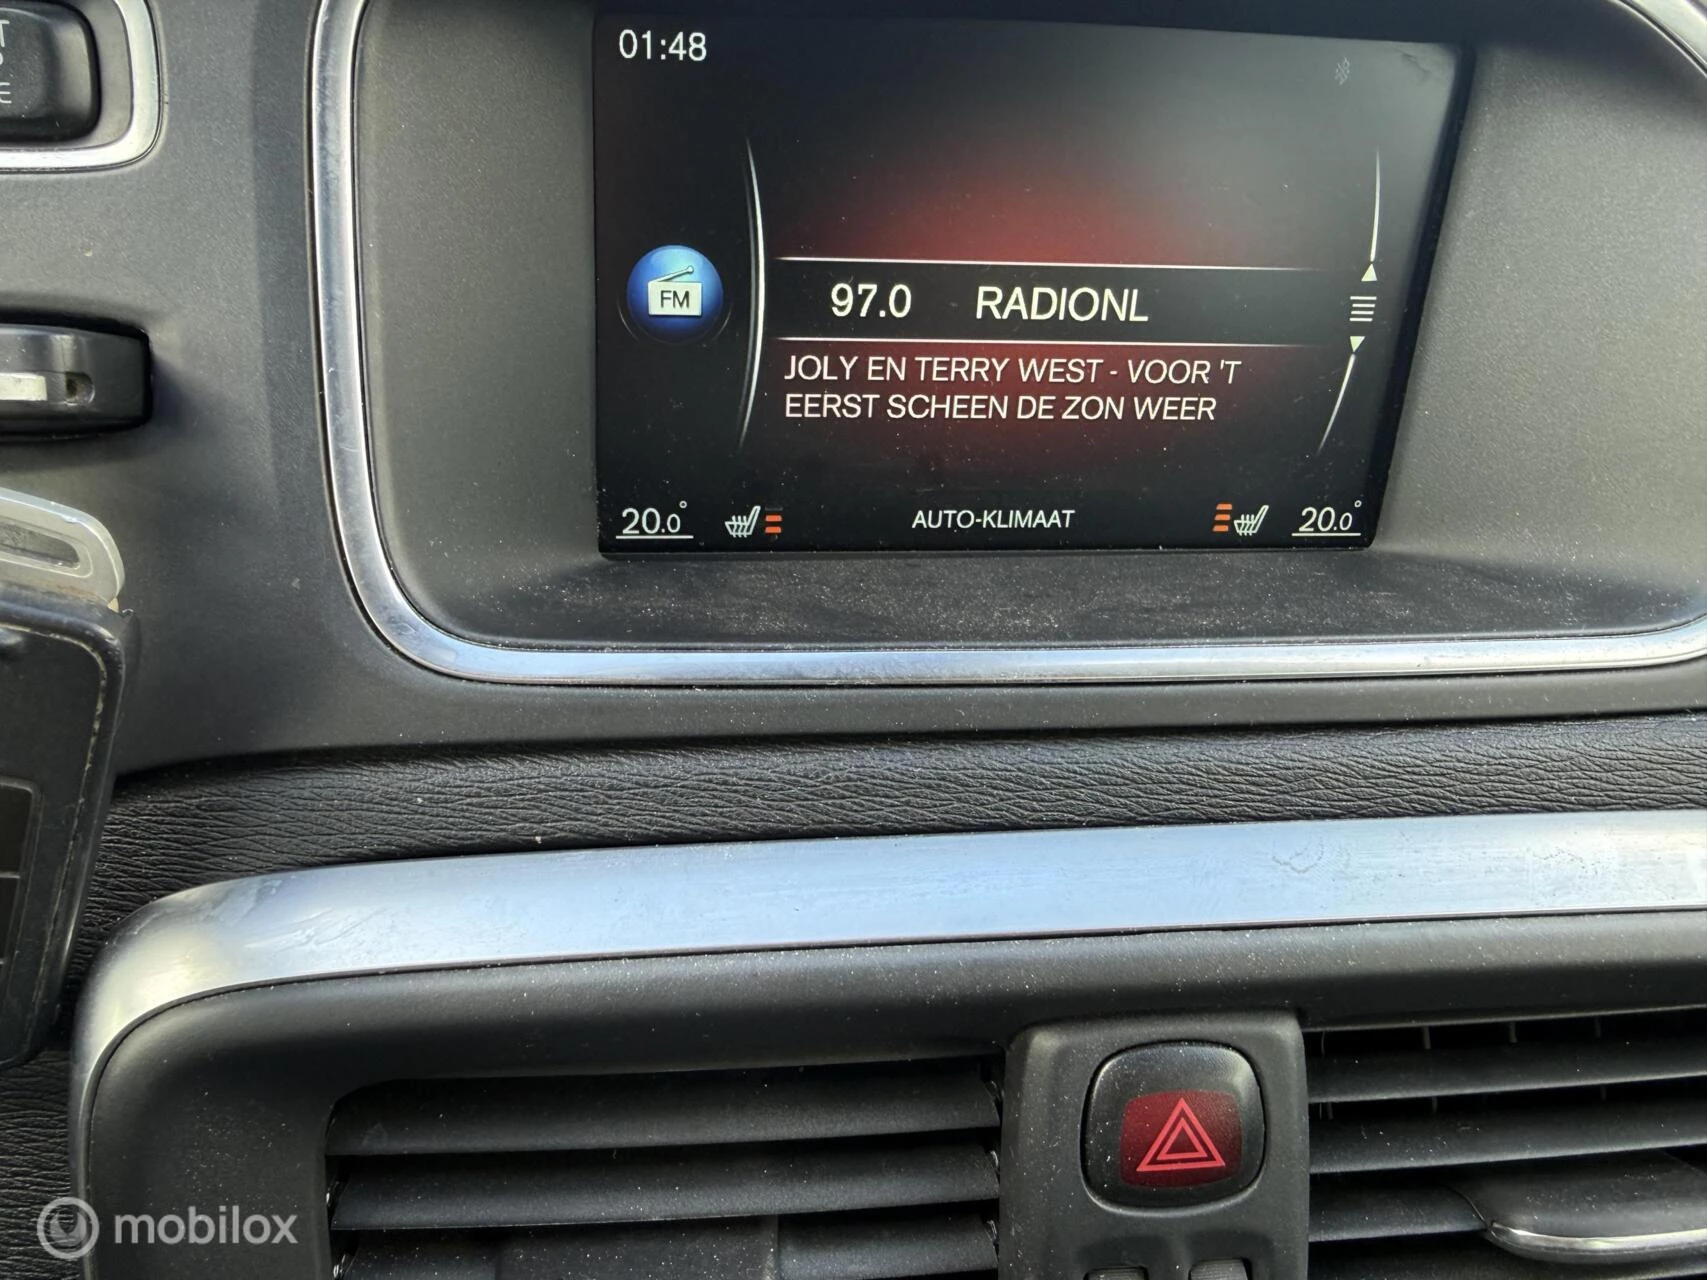 01:48
FM
97.0 RADIONL
JOLY EN TERRY WEST - VOOR 'T
EERST SCHEEN DE ZON WEER
20.0° AUTO-KLIMAAT 20.0°
mobilox